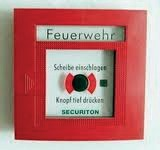 Feuerwehr
Scheibe einschlagen
Knopf tief drücken
SECURITON